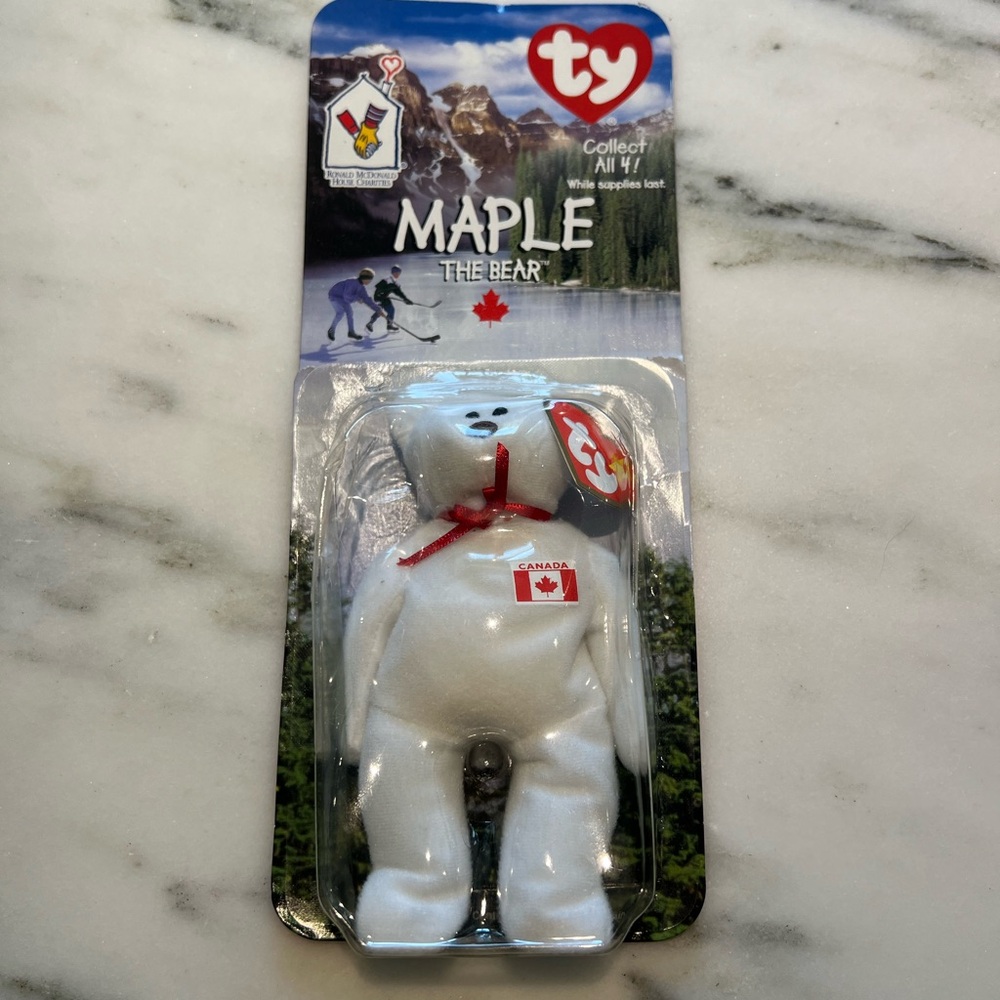 ty
RONALD McDONALD
HOUSE CHARITIES
Collect
All 4!
While supplies last.
MAPLE
THE BEAR™
ty
CANADA